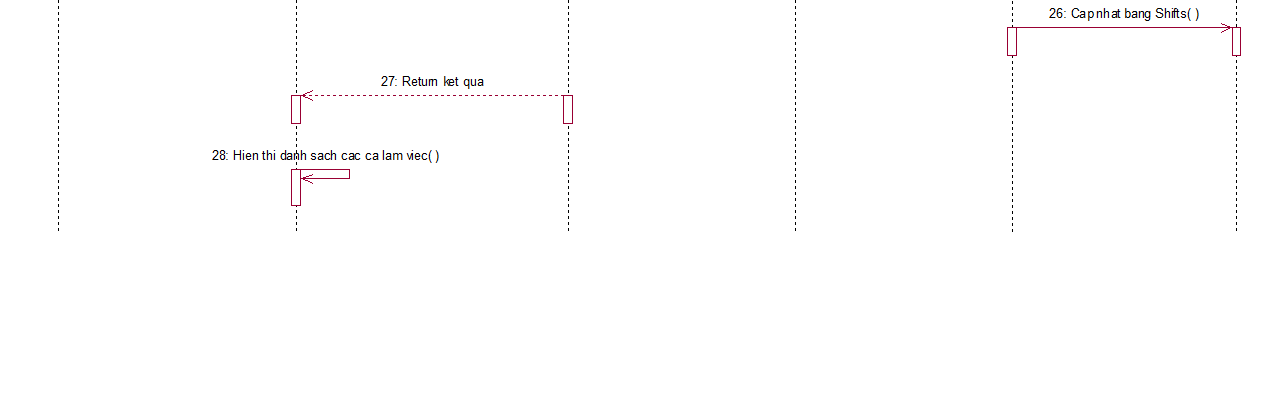 26: Cap nhat bang Shifts( )
27: Return ket qua
28: Hien thi danh sach cac ca lam viec( )